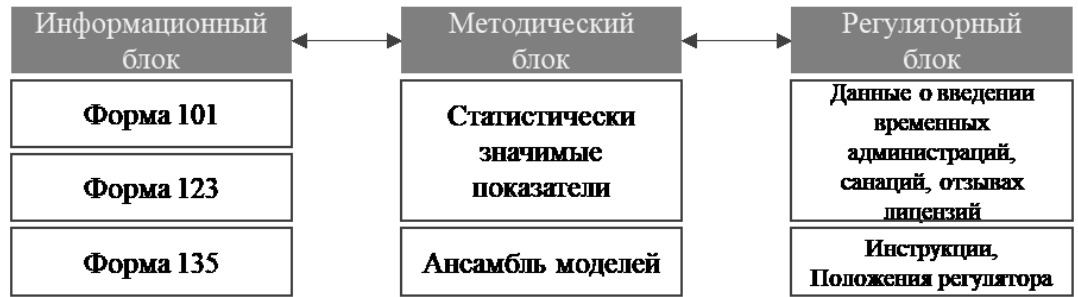 Информационный
блок
Форма 101
Форма 123
Форма 135
Методический
блок
Статистически
значимые
показатели
Ансамбль моделей
Регуляторный
блок
Данные о введении
временных
администраций,
санаций, отзывах
лицензий
Инструкции,
Положения регулятора